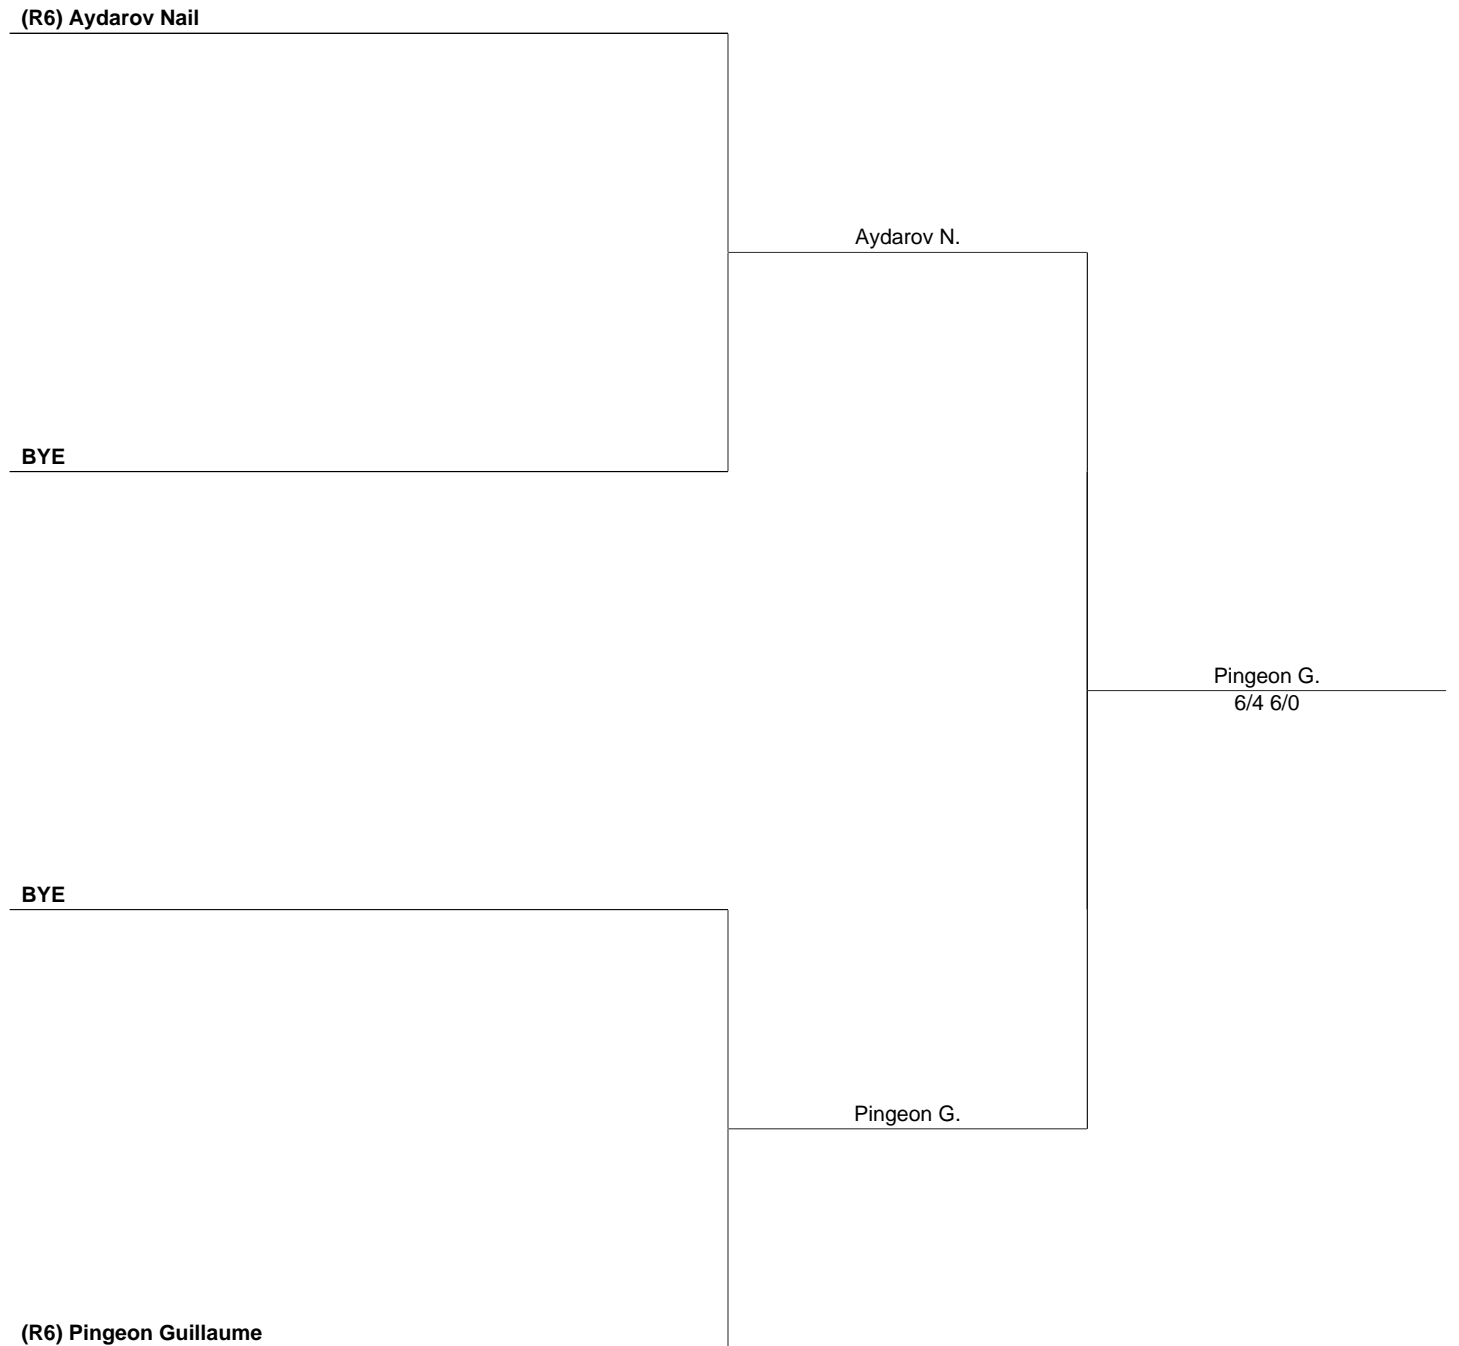 (R6) Aydarov Nail
Aydarov N.
BYE
Pingeon G.
6/4 6/0
BYE
Pingeon G.
(R6) Pingeon Guillaume